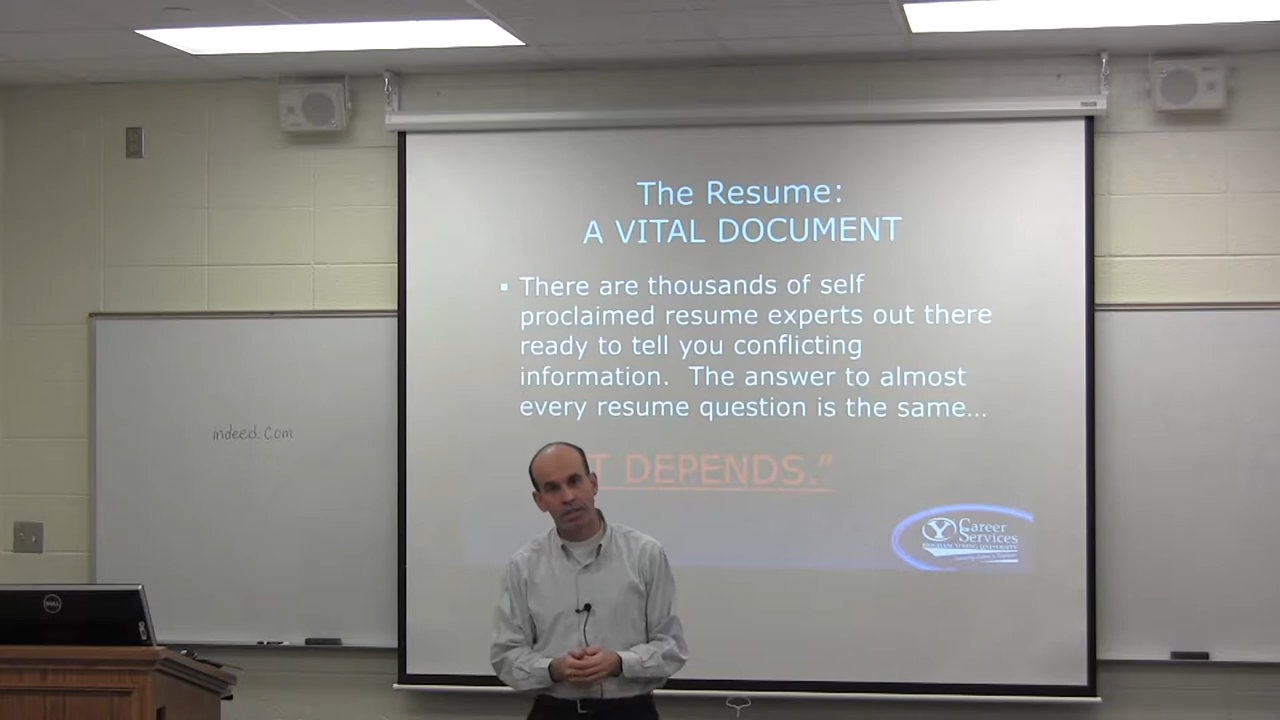 The Resume:
A VITAL DOCUMENT
▪ There are thousands of self
proclaimed resume experts out there
ready to tell you conflicting
information. The answer to almost
every resume question is the same…
T DEPENDS.”
indeed.com
Y Career
Services
BRIGHAM YOUNG UNIVERSITY
DELL